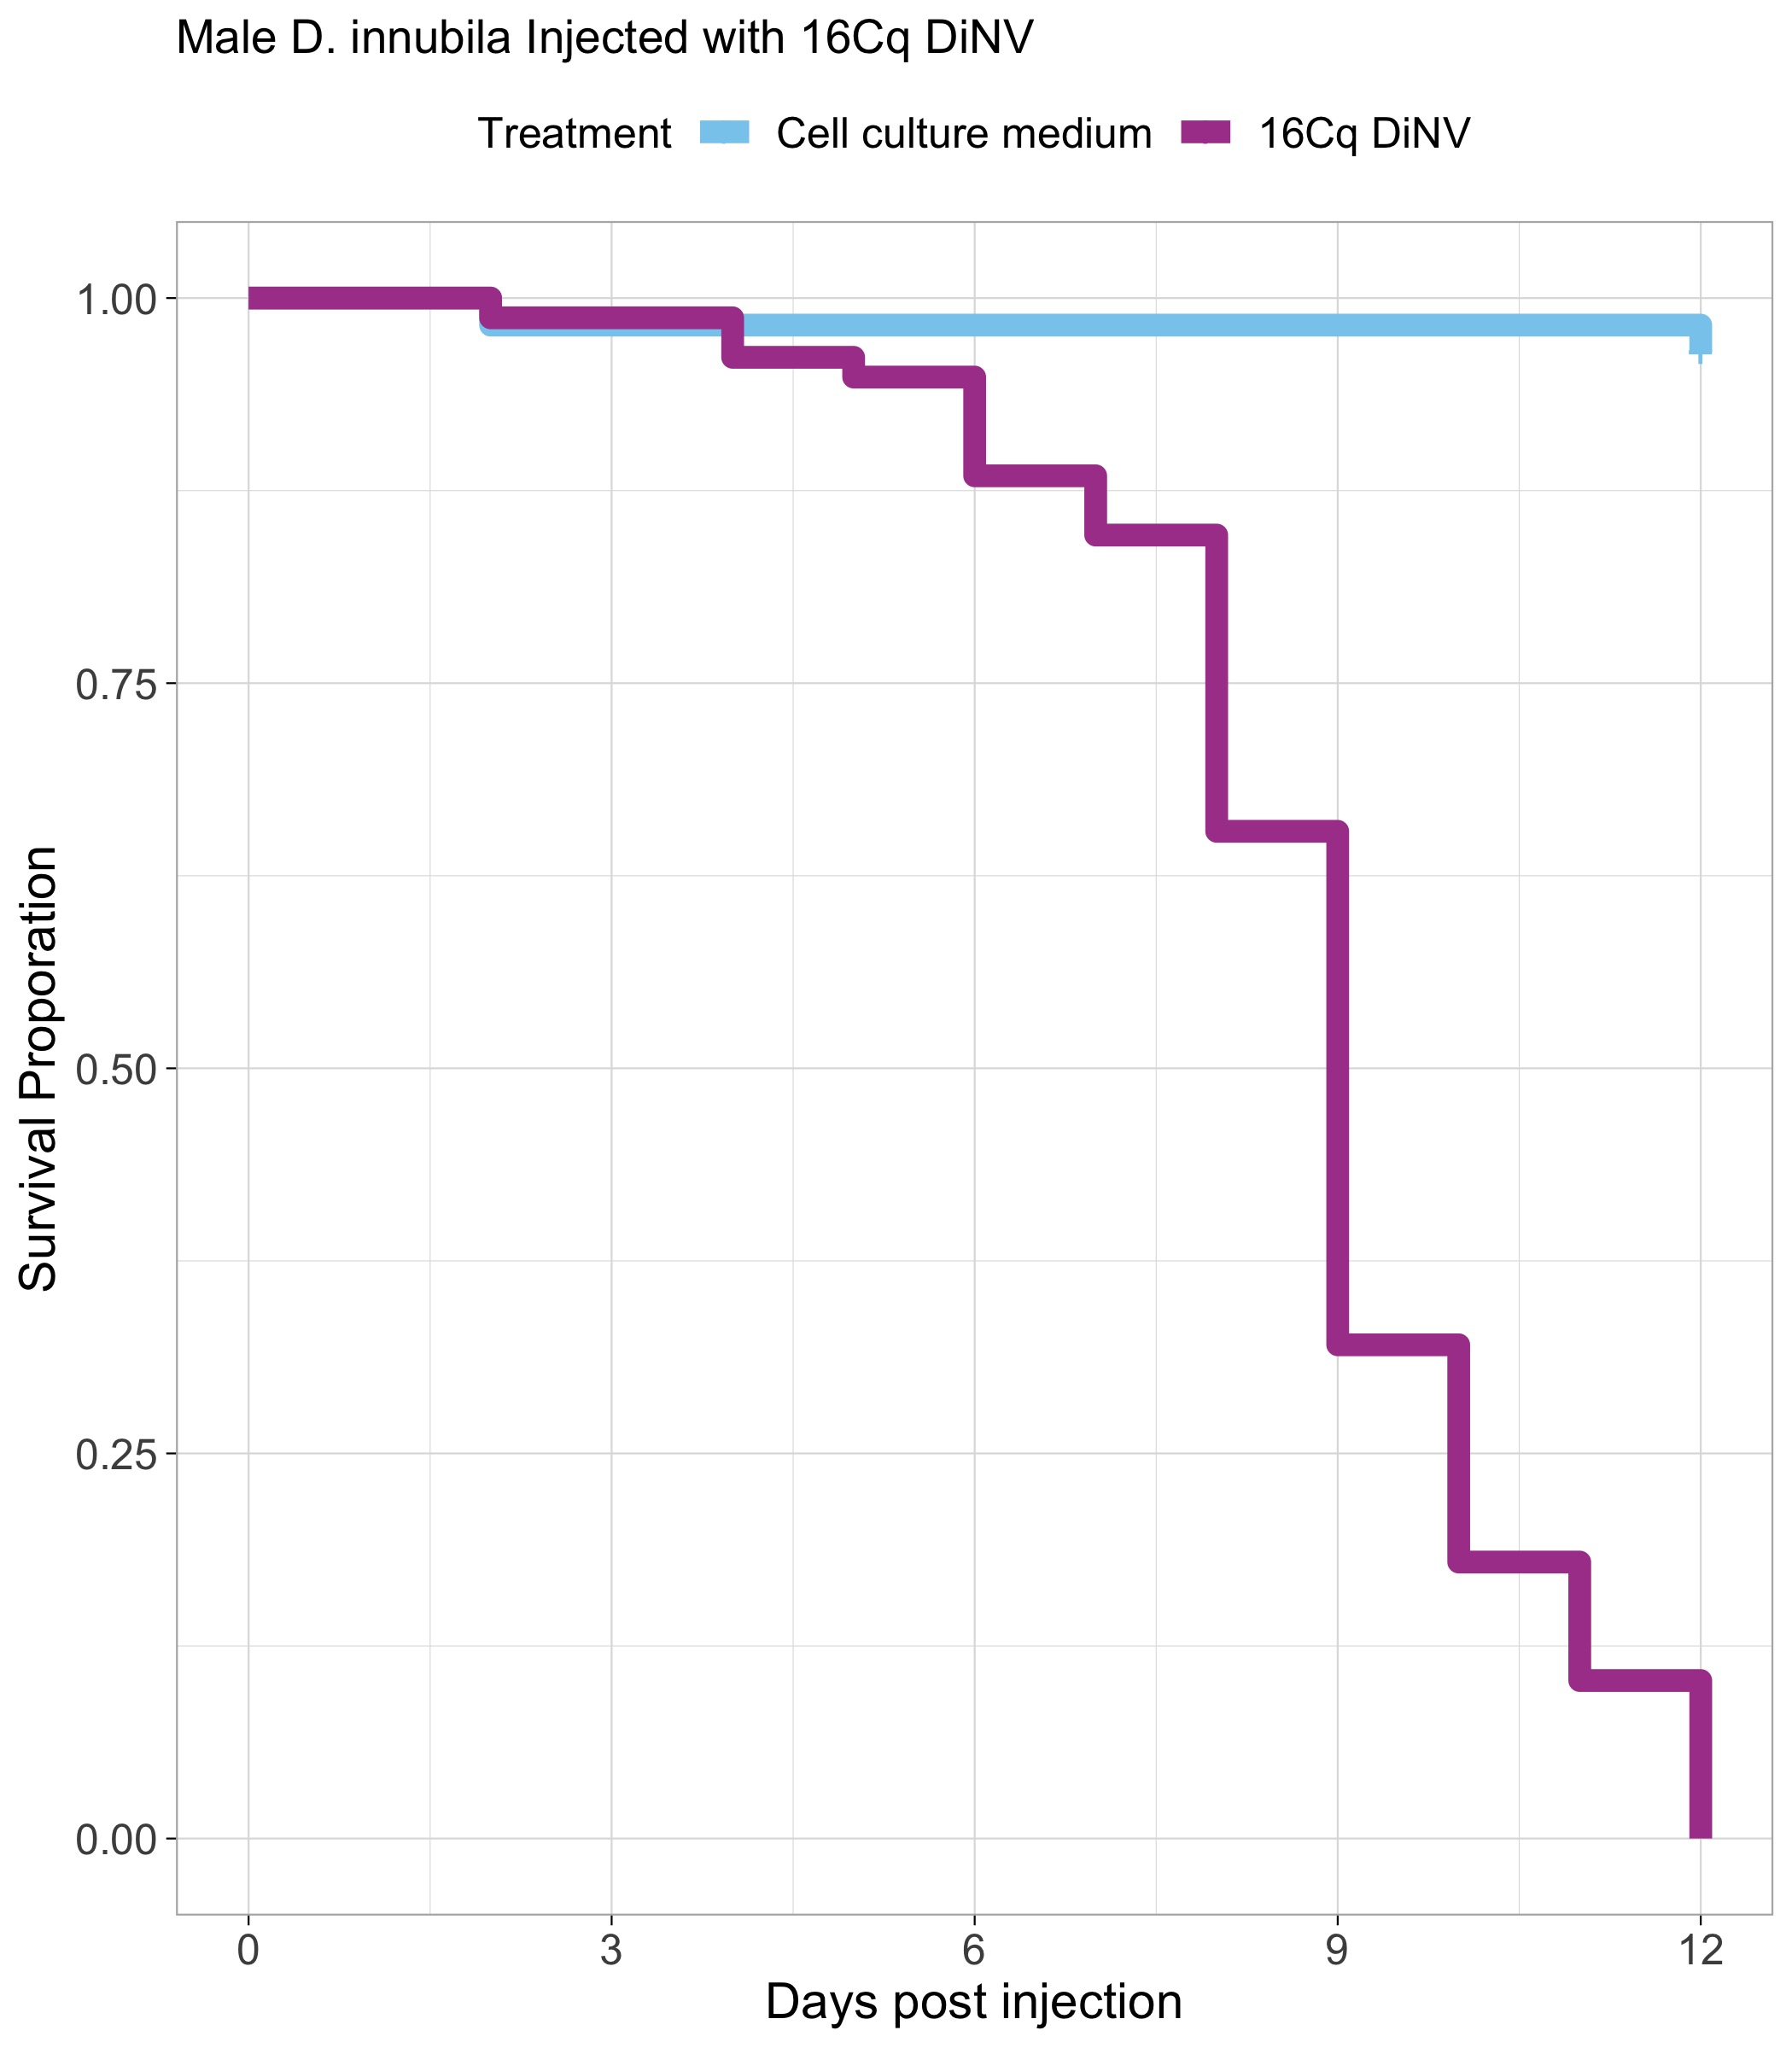 Male D. innubila Injected with 16Cq DiNV
Treatment Cell culture medium 16Cq DiNV
Survival Proporation
1.00
0.75
0.50
0.25
0.00
0 3 6 9 12
Days post injection